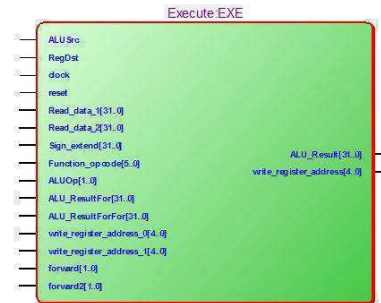 Execute:EXE
ALUSrc
RegDst
clock
reset
Read_data_1[31..0]
Read_data_2[31..0]
Sign_extend[31..0]
Function_opcode[5..0]
ALUOp[1..0]
ALU_ResultFor[31..0]
ALU_ResultForFor[31..0]
write_register_address_0[4..0]
write_register_address_1[4..0]
forward[1..0]
forward2[1..0]
ALU_Result[31..0]
write_register_address[4..0]